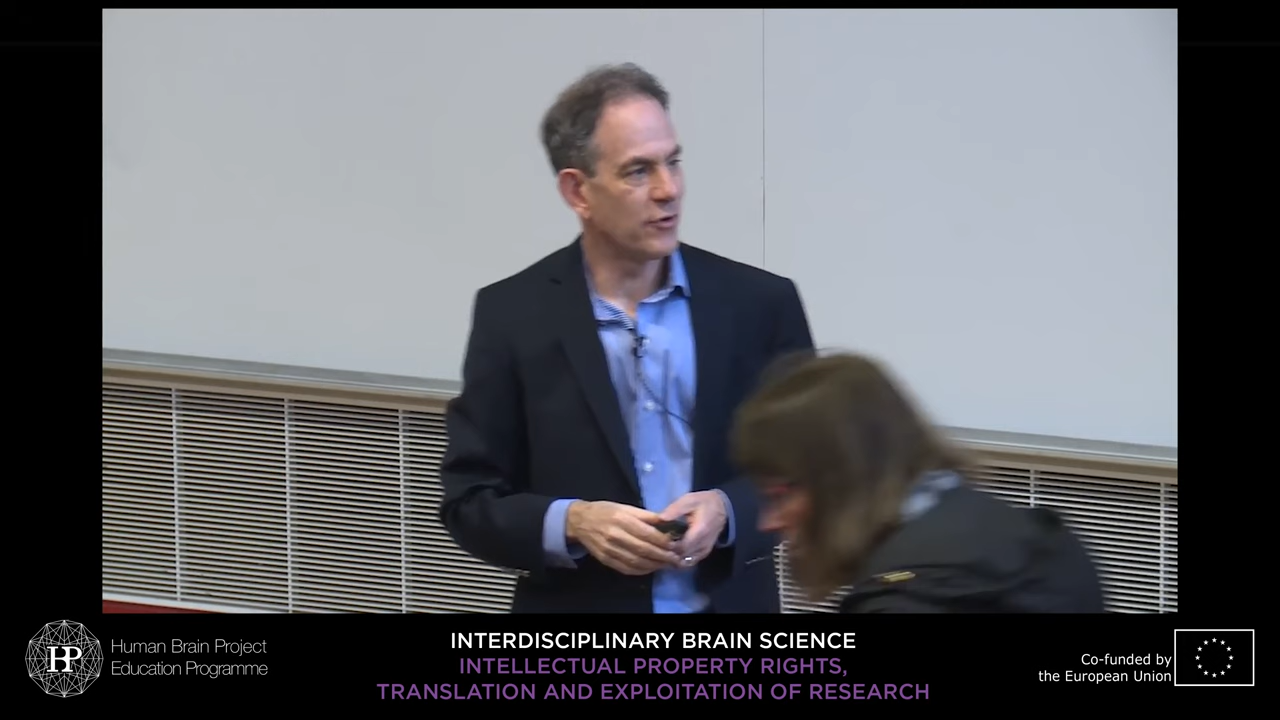 Human Brain Project
Education Programme
INTERDISCIPLINARY BRAIN SCIENCE
INTELLECTUAL PROPERTY RIGHTS,
TRANSLATION AND EXPLOITATION OF RESEARCH
Co-funded by
the European Union
HP